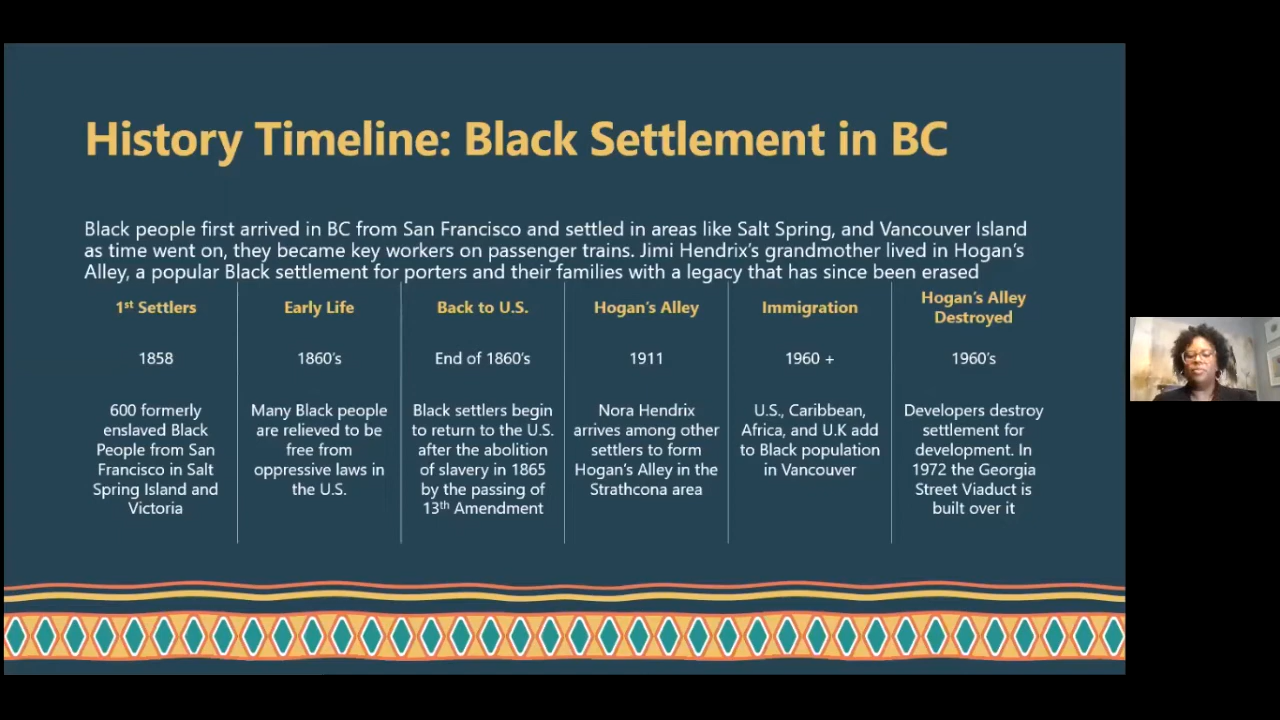 History Timeline: Black Settlement in BC
Black people first arrived in BC from San Francisco and settled in areas like Salt Spring, and Vancouver Island
as time went on, they became key workers on passenger trains. Jimi Hendrix's grandmother lived in Hogan's
Alley, a popular Black settlement for porters and their families with a legacy that has since been erased
1st Settlers
1858
600 formerly
enslaved Black
People from San
Francisco in Salt
Spring Island and
Victoria
Early Life
1860's
Many Black people
are relieved to be
free from
oppressive laws in
the U.S.
Back to U.S.
End of 1860's
Black settlers begin
to return to the U.S.
after the abolition
of slavery in 1865
by the passing of
13th Amendment
Hogan's Alley
1911
Nora Hendrix
arrives among other
settlers to form
Hogan's Alley in the
Strathcona area
Immigration
1960 +
U.S., Caribbean,
Africa, and U.K add
to Black population
in Vancouver
Hogan's Alley
Destroyed
1960's
Developers destroy
settlement for
development. In
1972 the Georgia
Street Viaduct is
built over it